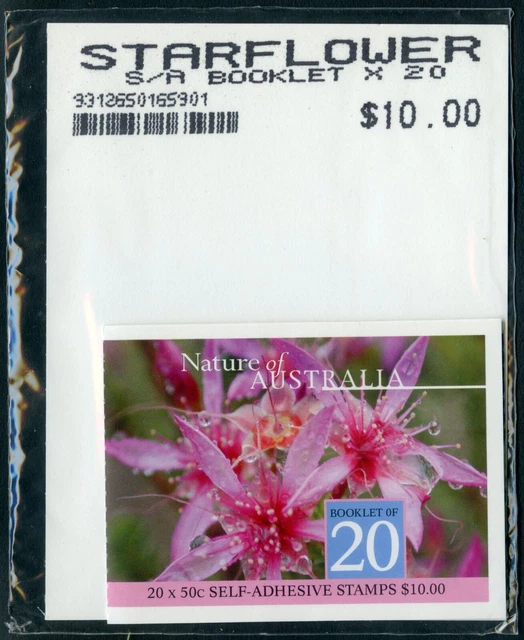 STARFLOWER
S/A BOOKLET X 20
9312650165901
$10.00
Nature of
AUSTRALIA
BOOKLET OF
20
20 x 50c SELF-ADHESIVE STAMPS $10.00